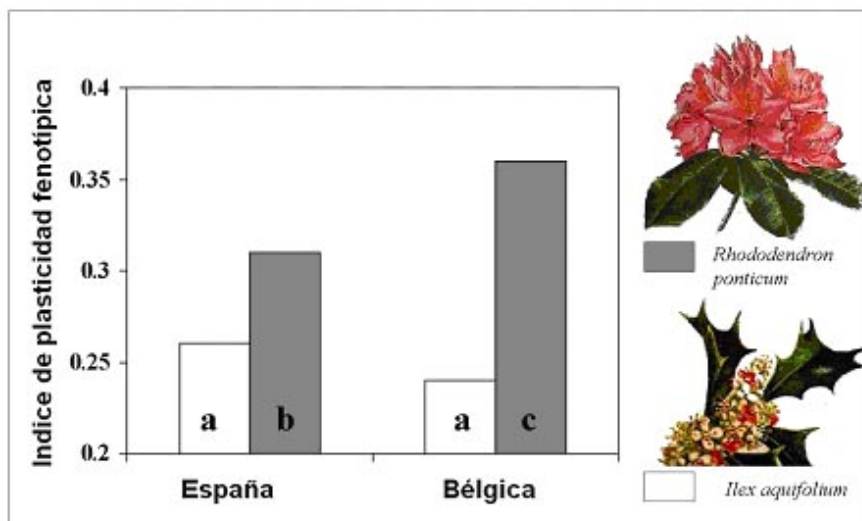 Indice de plasticidad fenotípica
0.4
0.35
0.3
0.25
0.2
a b a c
España Bélgica
Rhododendron
ponticum
Ilex aquifolium